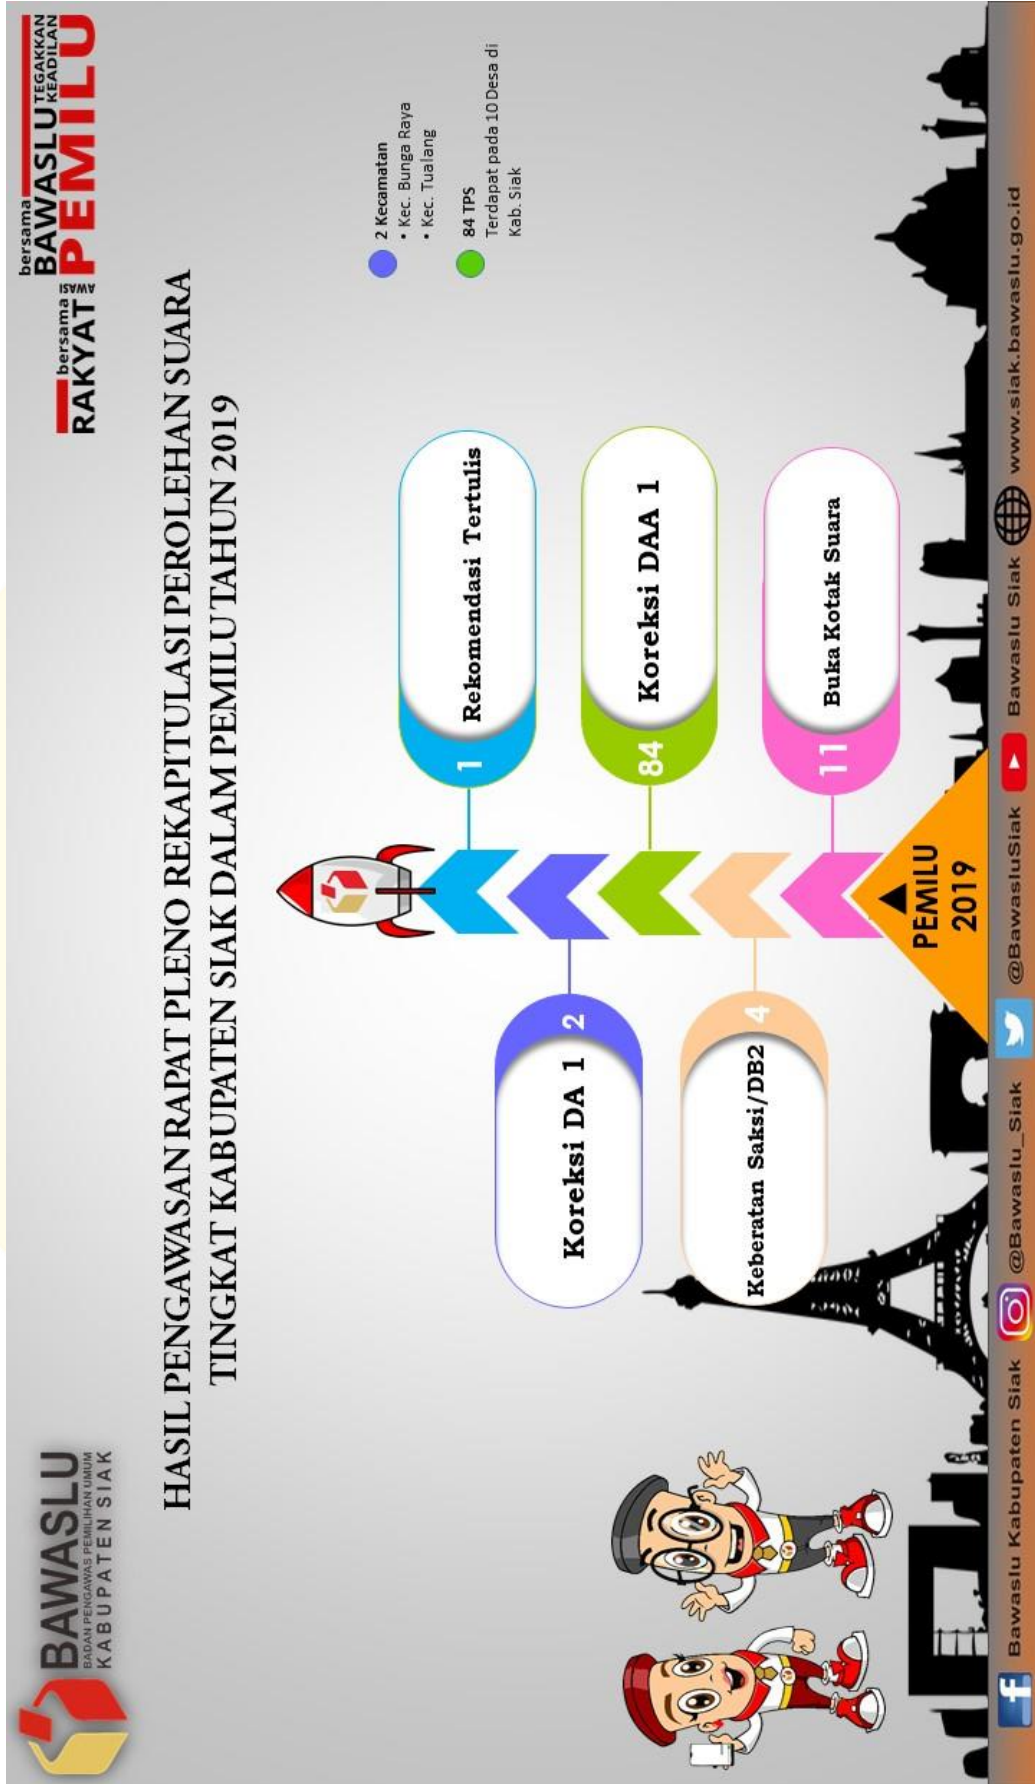 BAWASLU
BADAN PENGAWAS PEMILIHAN UMUM
KABUPATEN SIAK
bersama
RAKYAT
AWASI
bersama
BAWASLU
TEGAKKAN
KEADILAN
PEMILU
HASIL PENGAWASAN RAPAT PLENO REKAPITULASI PEROLEHAN SUARA
TINGKAT KABUPATEN SIAK DALAM PEMILU TAHUN 2019
2 Kecamatan
• Kec. Bunga Raya
• Kec. Tualang
84 TPS
Terdapat pada 10 Desa di
Kab. Siak
1
Rekomendasi Tertulis
Koreksi DA 1
2
84
Koreksi DAA 1
Keberatan Saksi/DB2
4
11
Buka Kotak Suara
PEMILU
2019
Bawaslu Kabupaten Siak
@Bawaslu_Siak
@BawasluSiak
Bawaslu Siak
www.siak.bawaslu.go.id